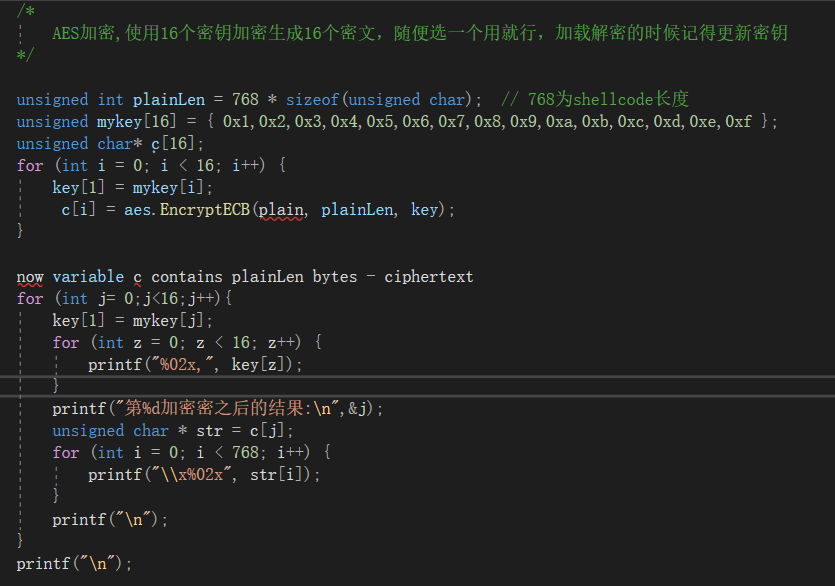 /*
AES加密,使用16个密钥加密生成16个密文，随便选一个用就行，加载解密的时候记得更新密钥
*/
unsigned int plainLen = 768 * sizeof(unsigned char);  // 768为shellcode长度
unsigned mykey[16] = { 0x1,0x2,0x3,0x4,0x5,0x6,0x7,0x8,0x9,0xa,0xb,0xc,0xd,0xe,0xf };
unsigned char* c[16];
for (int i = 0; i < 16; i++) {
key[1] = mykey[i];
c[i] = aes.EncryptECB(plain, plainLen, key);
}
now variable c contains plainLen bytes - ciphertext
for (int j= 0;j<16;j++){
key[1] = mykey[j];
for (int z = 0; z < 16; z++) {
printf("%02x,", key[z]);
}
printf("第%d加密密之后的结果:\n",&j);
unsigned char * str = c[j];
for (int i = 0; i < 768; i++) {
printf("\\x%02x", str[i]);
}
printf("\n");
}
printf("\n");